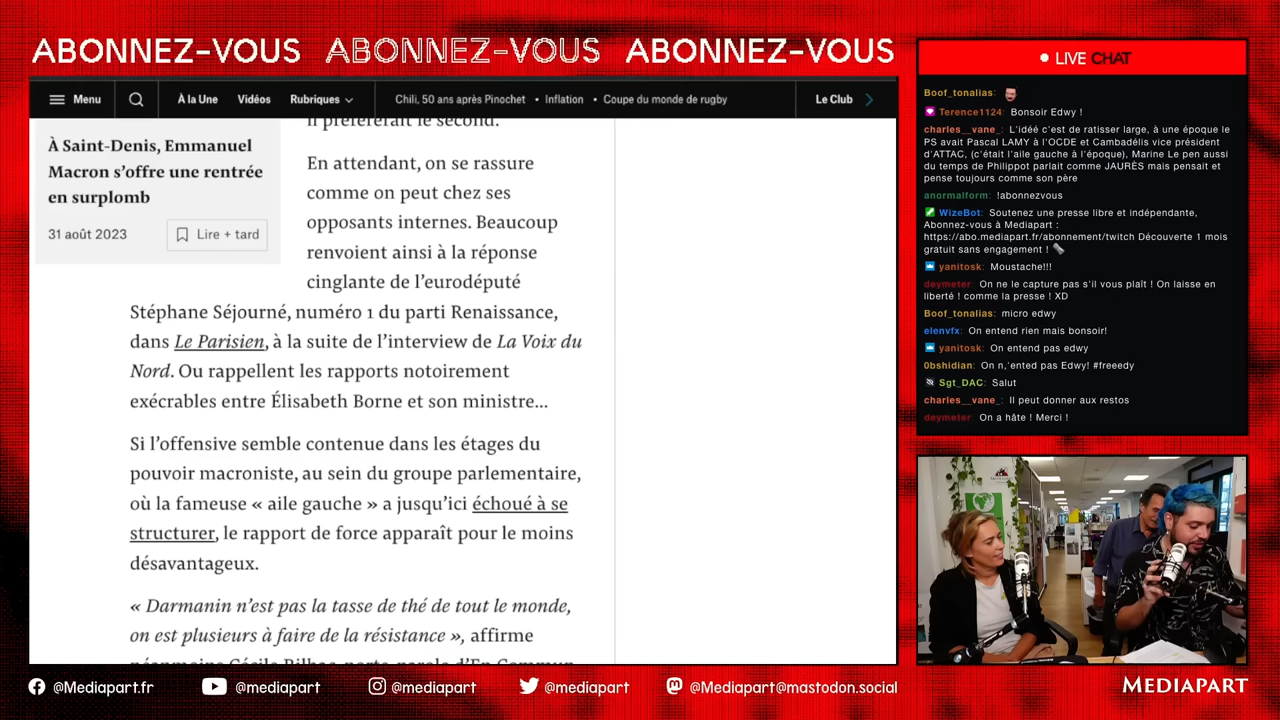 ABONNEZ-VOUS ABONNEZ-VOUS ABONNEZ-VOUS
Menu
À la Une Vidéos Rubriques
Chili, 50 ans après Pinochet • Inflation • Coupe du monde de rugby
Le Club
À Saint-Denis, Emmanuel
Macron s’offre une rentrée
en surplomb
31 août 2023
Lire + tard
il préférerait le second.
En attendant, on se rassure
comme on peut chez ses
opposants internes. Beaucoup
renvoient ainsi à la réponse
cinglante de l’eurodéputé
Stéphane Séjourné, numéro 1 du parti Renaissance,
dans Le Parisien, à la suite de l’interview de La Voix du
Nord. Ou rappellent les rapports notoirement
exécrables entre Élisabeth Borne et son ministre...
Si l’offensive semble contenue dans les étages du
pouvoir macroniste, au sein du groupe parlementaire,
où la fameuse « aile gauche » a jusqu’ici échoué à se
structurer, le rapport de force apparaît pour le moins
désavantageux.
« Darmanin n’est pas la tasse de thé de tout le monde,
on est plusieurs à faire de la résistance », affirme
néanmoins Cécile Rilhac, porte-parole d’En Commun
LIVE CHAT
Boof_tonalias:
Terence1124: Bonsoir Edwy !
charles__vane_: L'idéé c'est de ratisser large, à une époque le
PS avait Pascal LAMY à l'OCDE et Cambadélis vice président
d'ATTAC, (c'était l'aile gauche à l'époque), Marine Le pen aussi
du temps de Philippot parlait comme JAURÈS mais pensait et
pense toujours comme son père
anormalform: !abonnezvous
WizeBot: Soutenez une presse libre et indépendante,
Abonnez-vous à Mediapart :
https://abo.mediapart.fr/abonnement/twitch Découverte 1 mois
gratuit sans engagement !
yanitosk: Moustache!!!
deymeter: On ne le capture pas s'il vous plaît ! On laisse en
liberté ! comme la presse ! XD
Boof_tonalias: micro edwy
elenvfx: On entend rien mais bonsoir!
yanitosk: On entend pas edwy
0bshidian: On n,'ented pas Edwy! #freeedy
Sgt_DAC: Salut
charles__vane_: Il peut donner aux restos
deymeter: On a hâte ! Merci !
@Mediapart.fr @mediapart @mediapart @mediapart @Mediapart@mastodon.social
MEDIAPART